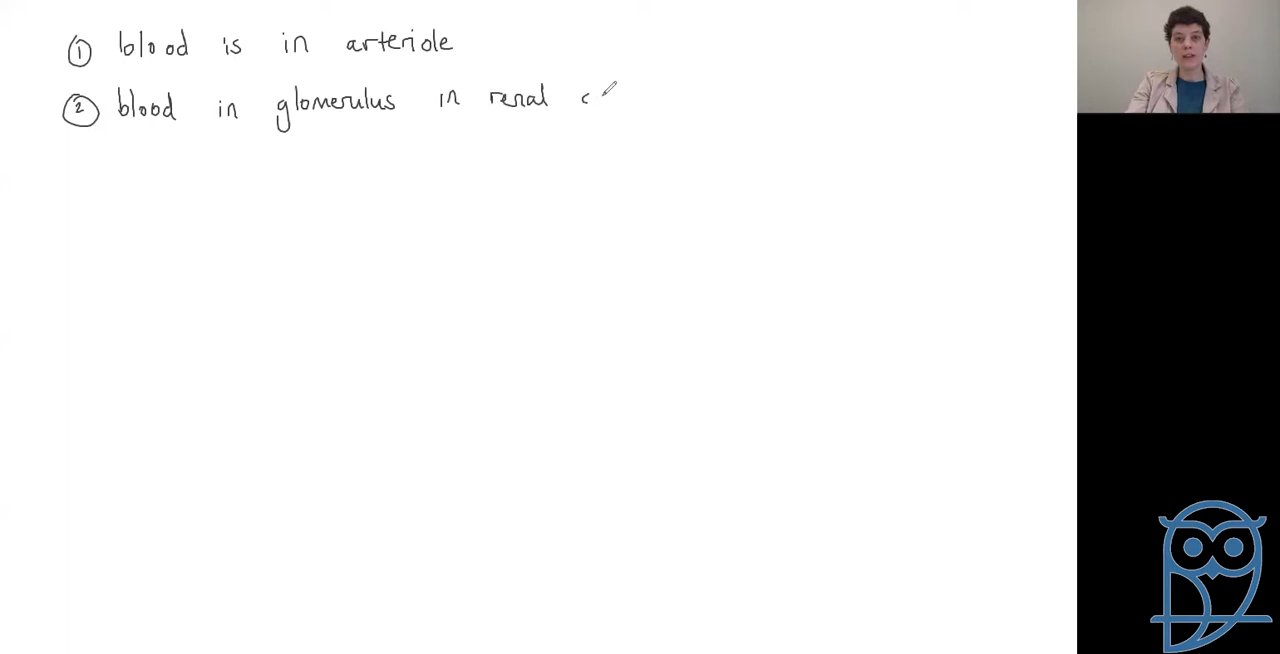 ① blood is in arteriole
② blood in glomerulus in renal c